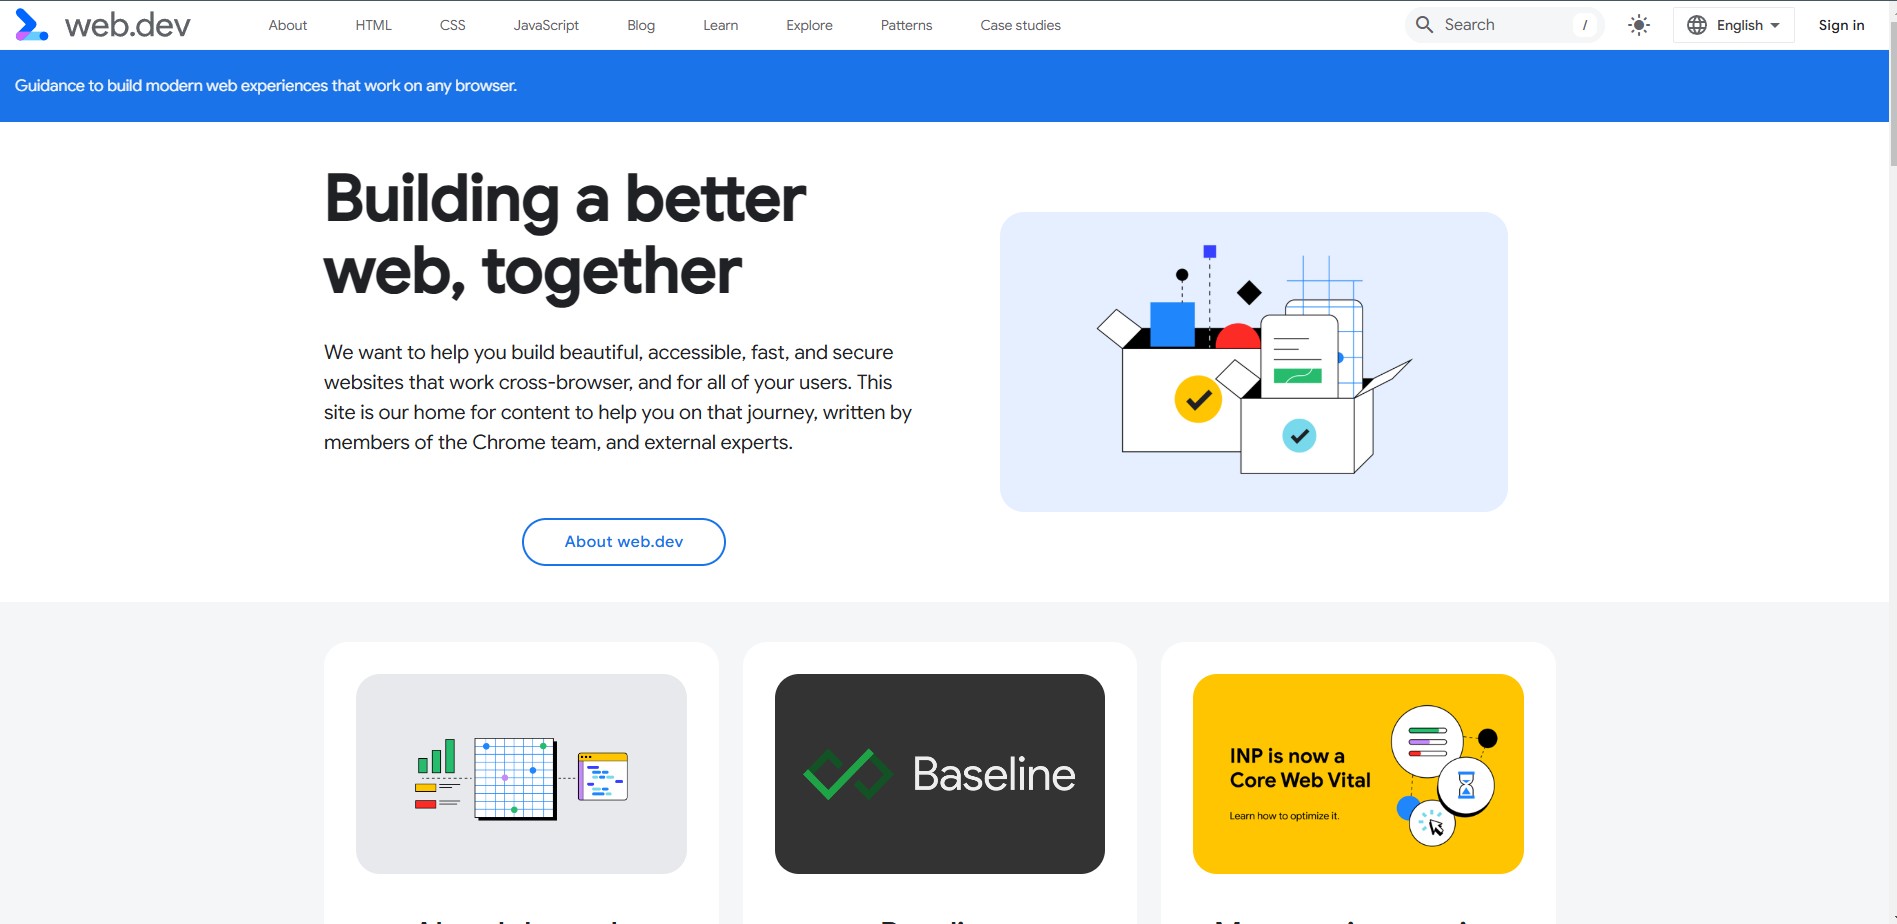 web.dev
About HTML CSS JavaScript Blog Learn Explore Patterns Case studies
Search /
English
Sign in
Guidance to build modern web experiences that work on any browser.
Building a better
web, together
We want to help you build beautiful, accessible, fast, and secure
websites that work cross-browser, and for all of your users. This
site is our home for content to help you on that journey, written by
members of the Chrome team, and external experts.
About web.dev
Baseline
INP is now a
Core Web Vital
Learn how to optimize it.